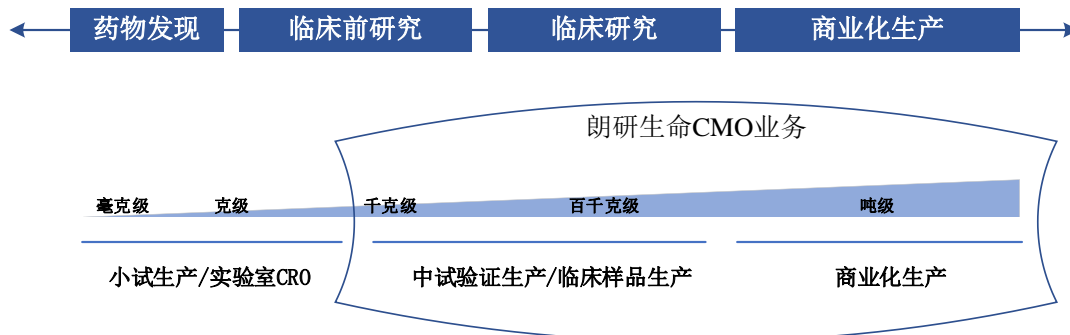 药物发现 临床前研究 临床研究 商业化生产
朗研生命CMO业务
毫克级 克级 千克级 百千克级 吨级
小试生产/实验室CRO 中试验证生产/临床样品生产 商业化生产